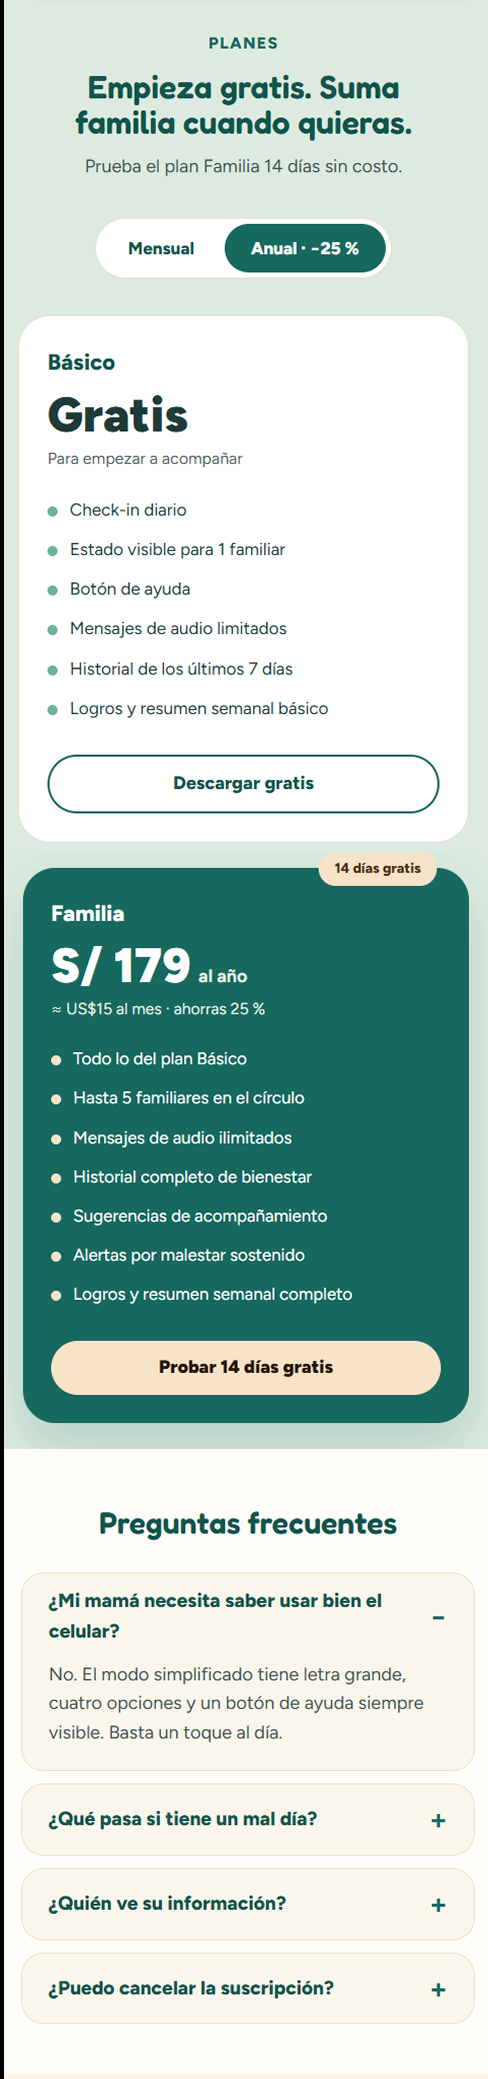 PLANES
Empieza gratis. Suma
familia cuando quieras.
Prueba el plan Familia 14 días sin costo.
Mensual
Anual · −25 %
Básico
Gratis
Para empezar a acompañar
Check-in diario
Estado visible para 1 familiar
Botón de ayuda
Mensajes de audio limitados
Historial de los últimos 7 días
Logros y resumen semanal básico
Descargar gratis
14 días gratis
Familia
S/ 179 al año
≈ US$15 al mes · ahorras 25 %
Todo lo del plan Básico
Hasta 5 familiares en el círculo
Mensajes de audio ilimitados
Historial completo de bienestar
Sugerencias de acompañamiento
Alertas por malestar sostenido
Logros y resumen semanal completo
Probar 14 días gratis
Preguntas frecuentes
¿Mi mamá necesita saber usar bien el
celular?
−
No. El modo simplificado tiene letra grande,
cuatro opciones y un botón de ayuda siempre
visible. Basta un toque al día.
¿Qué pasa si tiene un mal día? +
¿Quién ve su información? +
¿Puedo cancelar la suscripción? +